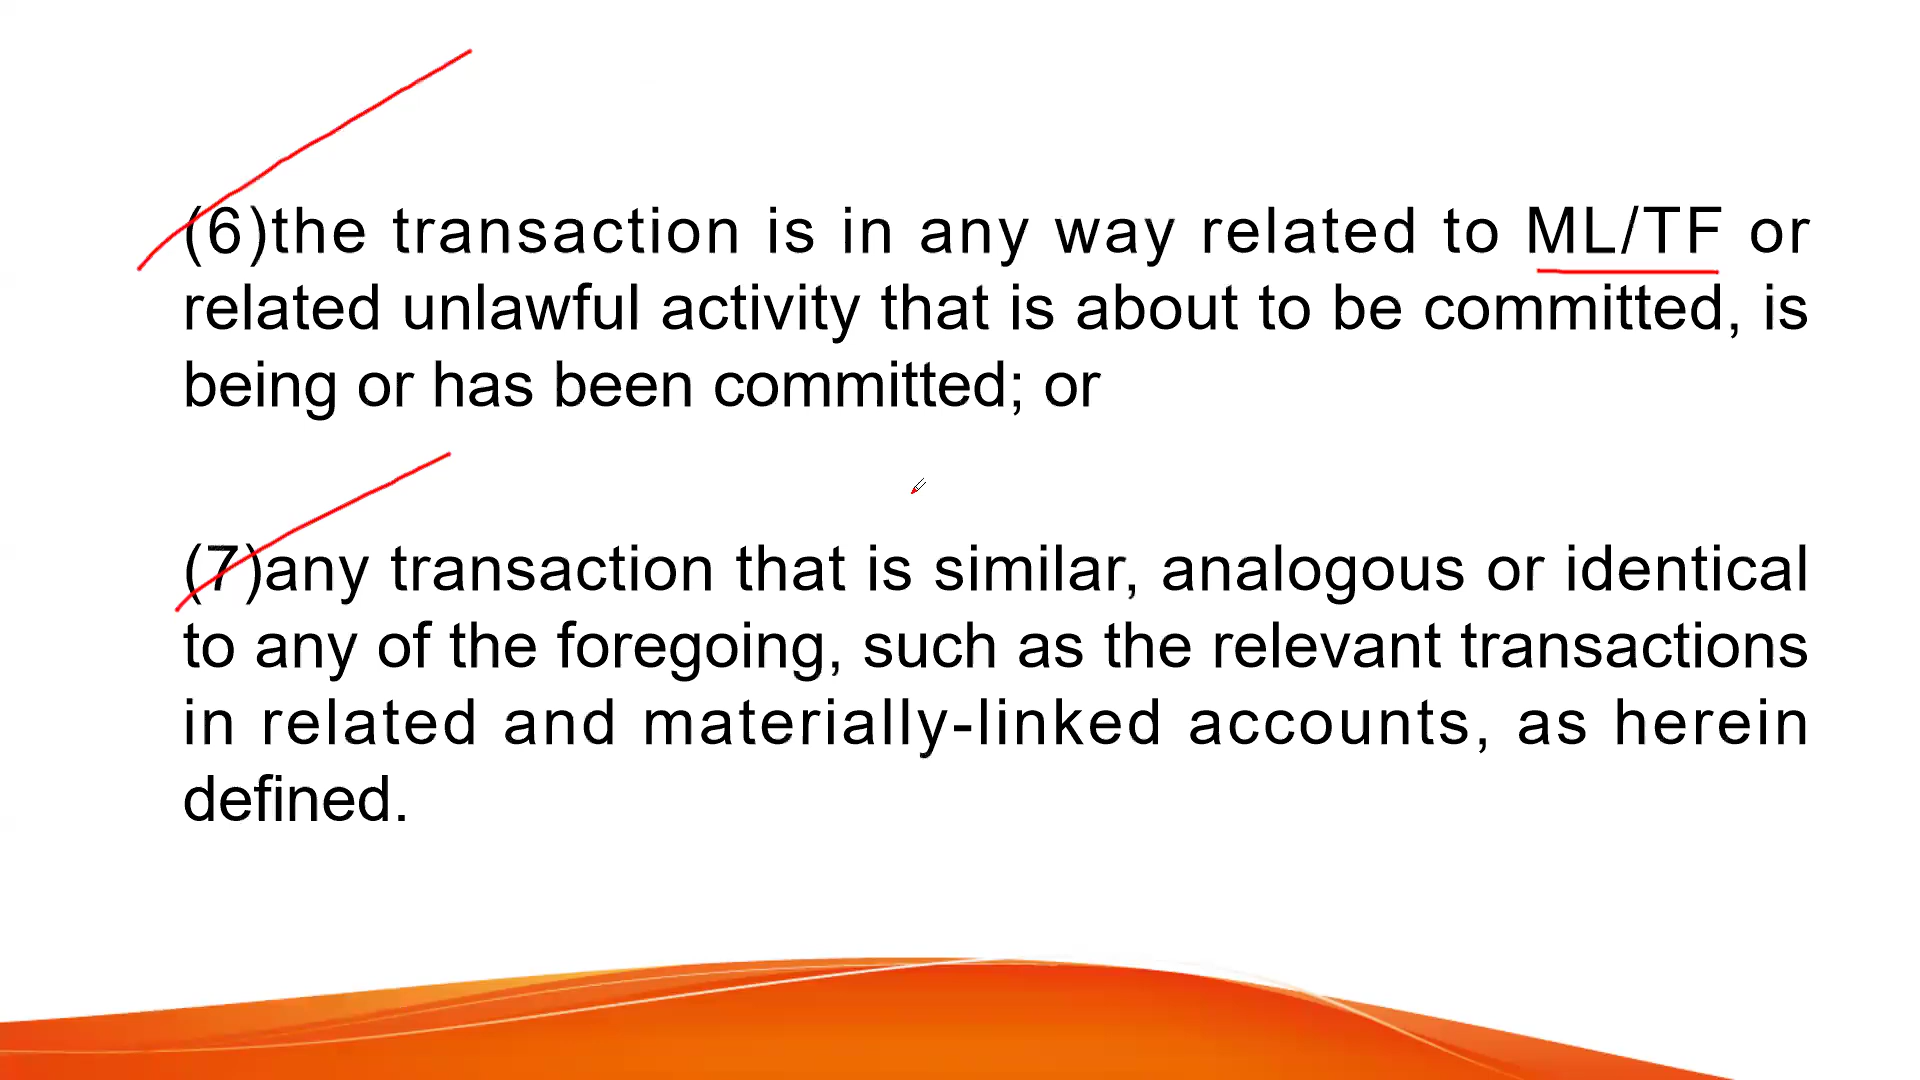 (6)the transaction is in any way related to ML/TF or
related unlawful activity that is about to be committed, is
being or has been committed; or
(7)any transaction that is similar, analogous or identical
to any of the foregoing, such as the relevant transactions
in related and materially-linked accounts, as herein
defined.